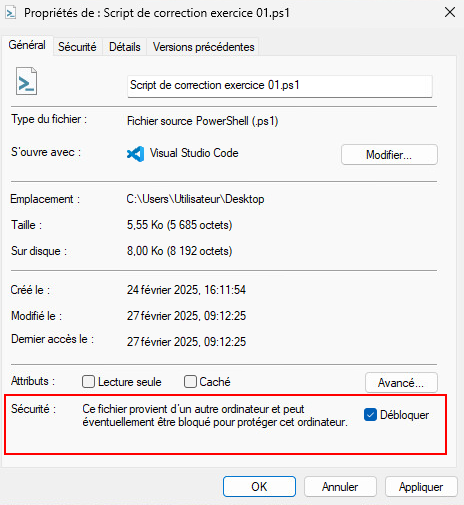 Propriétés de : Script de correction exercice 01.ps1
Général Sécurité Détails Versions précédentes
Script de correction exercice 01.ps1
Type du fichier : Fichier source PowerShell (.ps1)
S'ouvre avec : Visual Studio Code Modifier...
Emplacement : C:\Users\Utilisateur\Desktop
Taille : 5,55 Ko (5 685 octets)
Sur disque : 8,00 Ko (8 192 octets)
Créé le : 24 février 2025, 16:11:54
Modifié le : 27 février 2025, 09:12:25
Dernier accès le : 27 février 2025, 09:12:25
Attributs : Lecture seule Caché Avancé...
Sécurité : Ce fichier provient d'un autre ordinateur et peut
éventuellement être bloqué pour protéger cet ordinateur. Débloquer
OK Annuler Appliquer